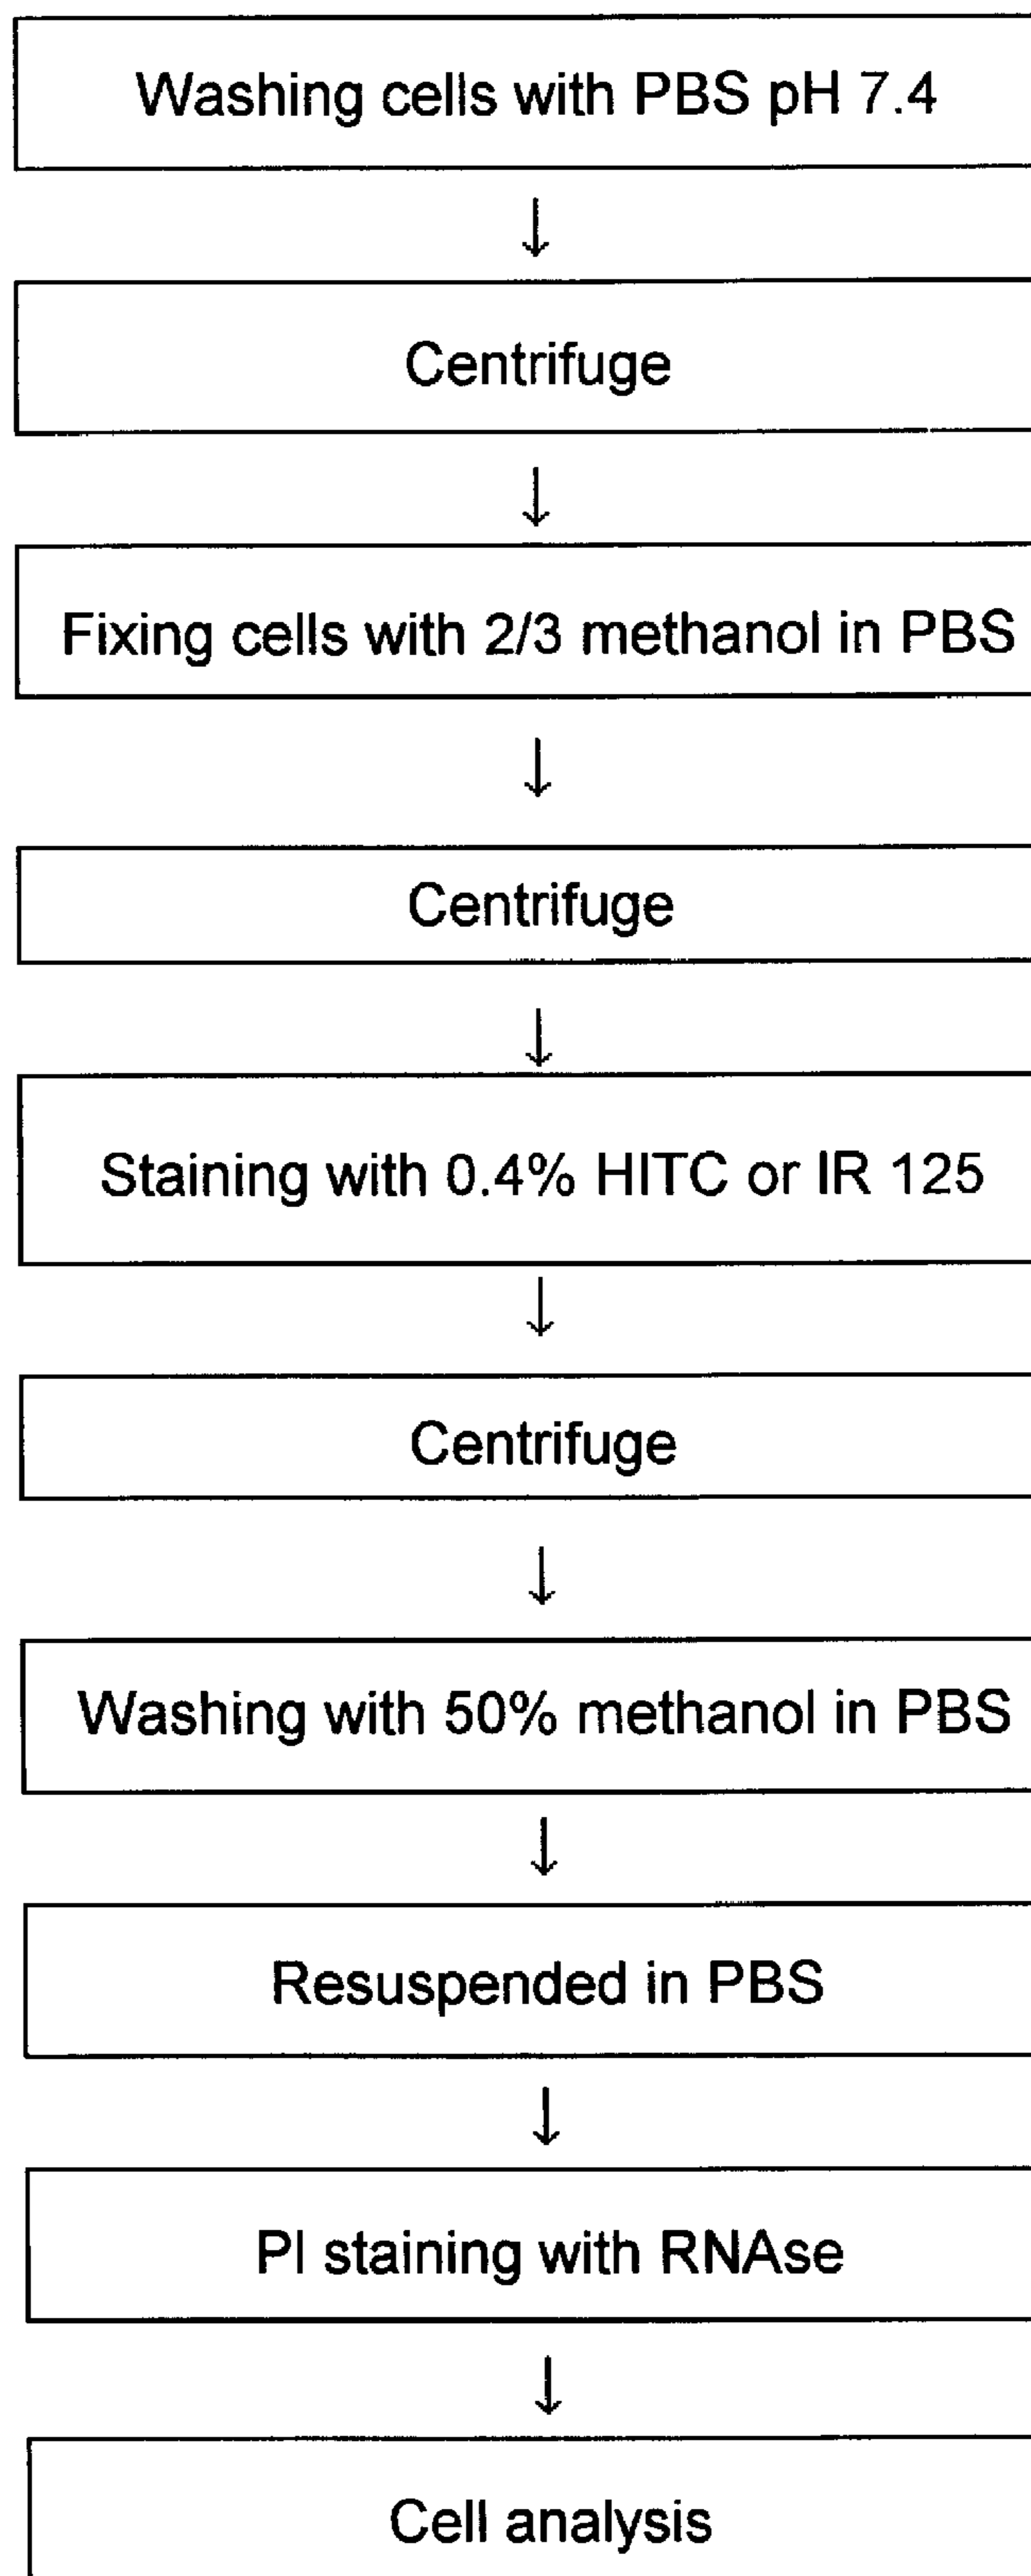 Washing cells with PBS pH 7.4
Centrifuge
Fixing cells with 2/3 methanol in PBS
Centrifuge
Staining with 0.4% HITC or IR 125
Centrifuge
Washing with 50% methanol in PBS
Resuspended in PBS
PI staining with RNAse
Cell analysis